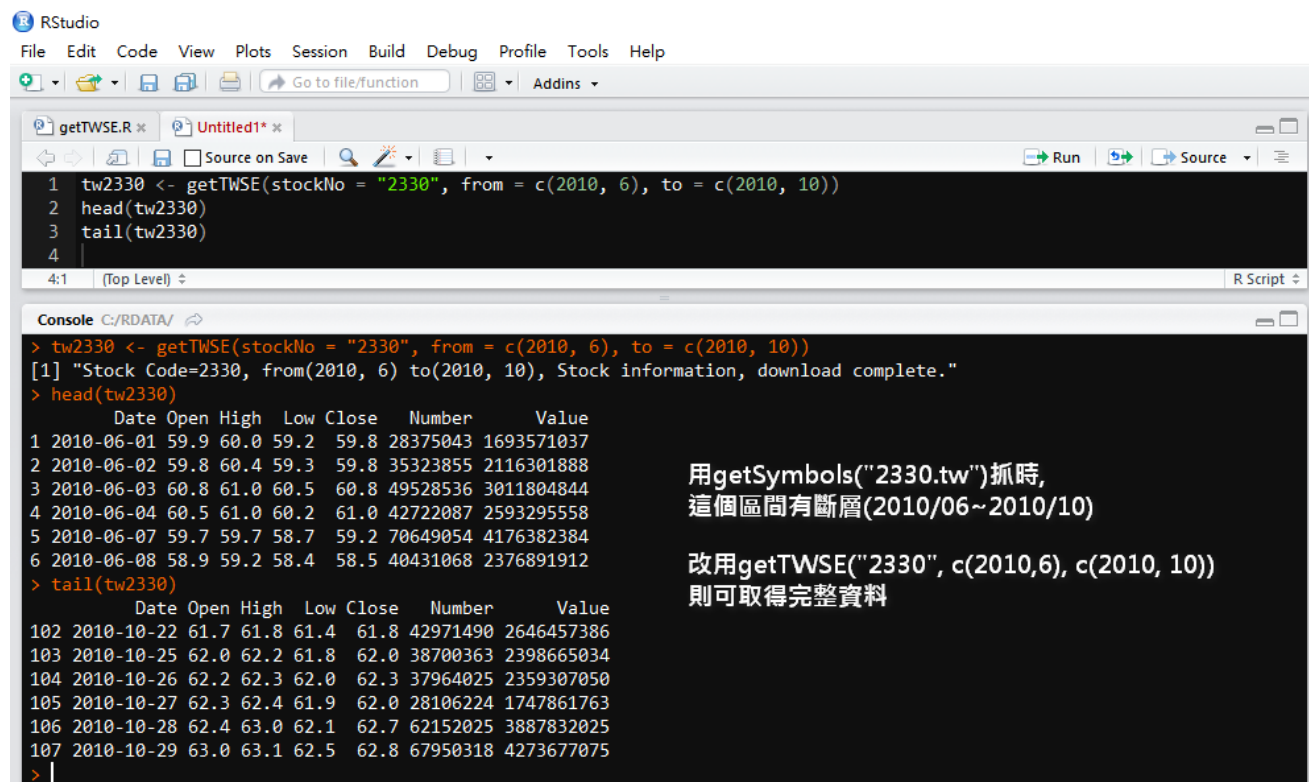 RStudio
File Edit Code View Plots Session Build Debug Profile Tools Help
Go to file/function Addins
getTWSE.R Untitled1*
Source on Save Run Source
1 tw2330 <- getTWSE(stockNo = "2330", from = c(2010, 6), to = c(2010, 10))
2 head(tw2330)
3 tail(tw2330)
4
4:1 (Top Level) R Script
Console C:/RDATA/
> tw2330 <- getTWSE(stockNo = "2330", from = c(2010, 6), to = c(2010, 10))
[1] "Stock Code=2330, from(2010, 6) to(2010, 10), Stock information, download complete."
> head(tw2330)
Date Open High Low Close Number Value
1 2010-06-01 59.9 60.0 59.2 59.8 28375043 1693571037
2 2010-06-02 59.8 60.4 59.3 59.8 35323855 2116301888
3 2010-06-03 60.8 61.0 60.5 60.8 49528536 3011804844
4 2010-06-04 60.5 61.0 60.2 61.0 42722087 2593295558
5 2010-06-07 59.7 59.7 58.7 59.2 70649054 4176382384
6 2010-06-08 58.9 59.2 58.4 58.5 40431068 2376891912
> tail(tw2330)
Date Open High Low Close Number Value
102 2010-10-22 61.7 61.8 61.4 61.8 42971490 2646457386
103 2010-10-25 62.0 62.2 61.8 62.0 38700363 2398665034
104 2010-10-26 62.2 62.3 62.0 62.3 37964025 2359307050
105 2010-10-27 62.3 62.4 61.9 62.0 28106224 1747861763
106 2010-10-28 62.4 63.0 62.1 62.7 62152025 3887832025
107 2010-10-29 63.0 63.1 62.5 62.8 67950318 4273677075
>
用getSymbols("2330.tw")抓時,
這個區間有斷層(2010/06~2010/10)
改用getTWSE("2330", c(2010,6), c(2010, 10))
則可取得完整資料